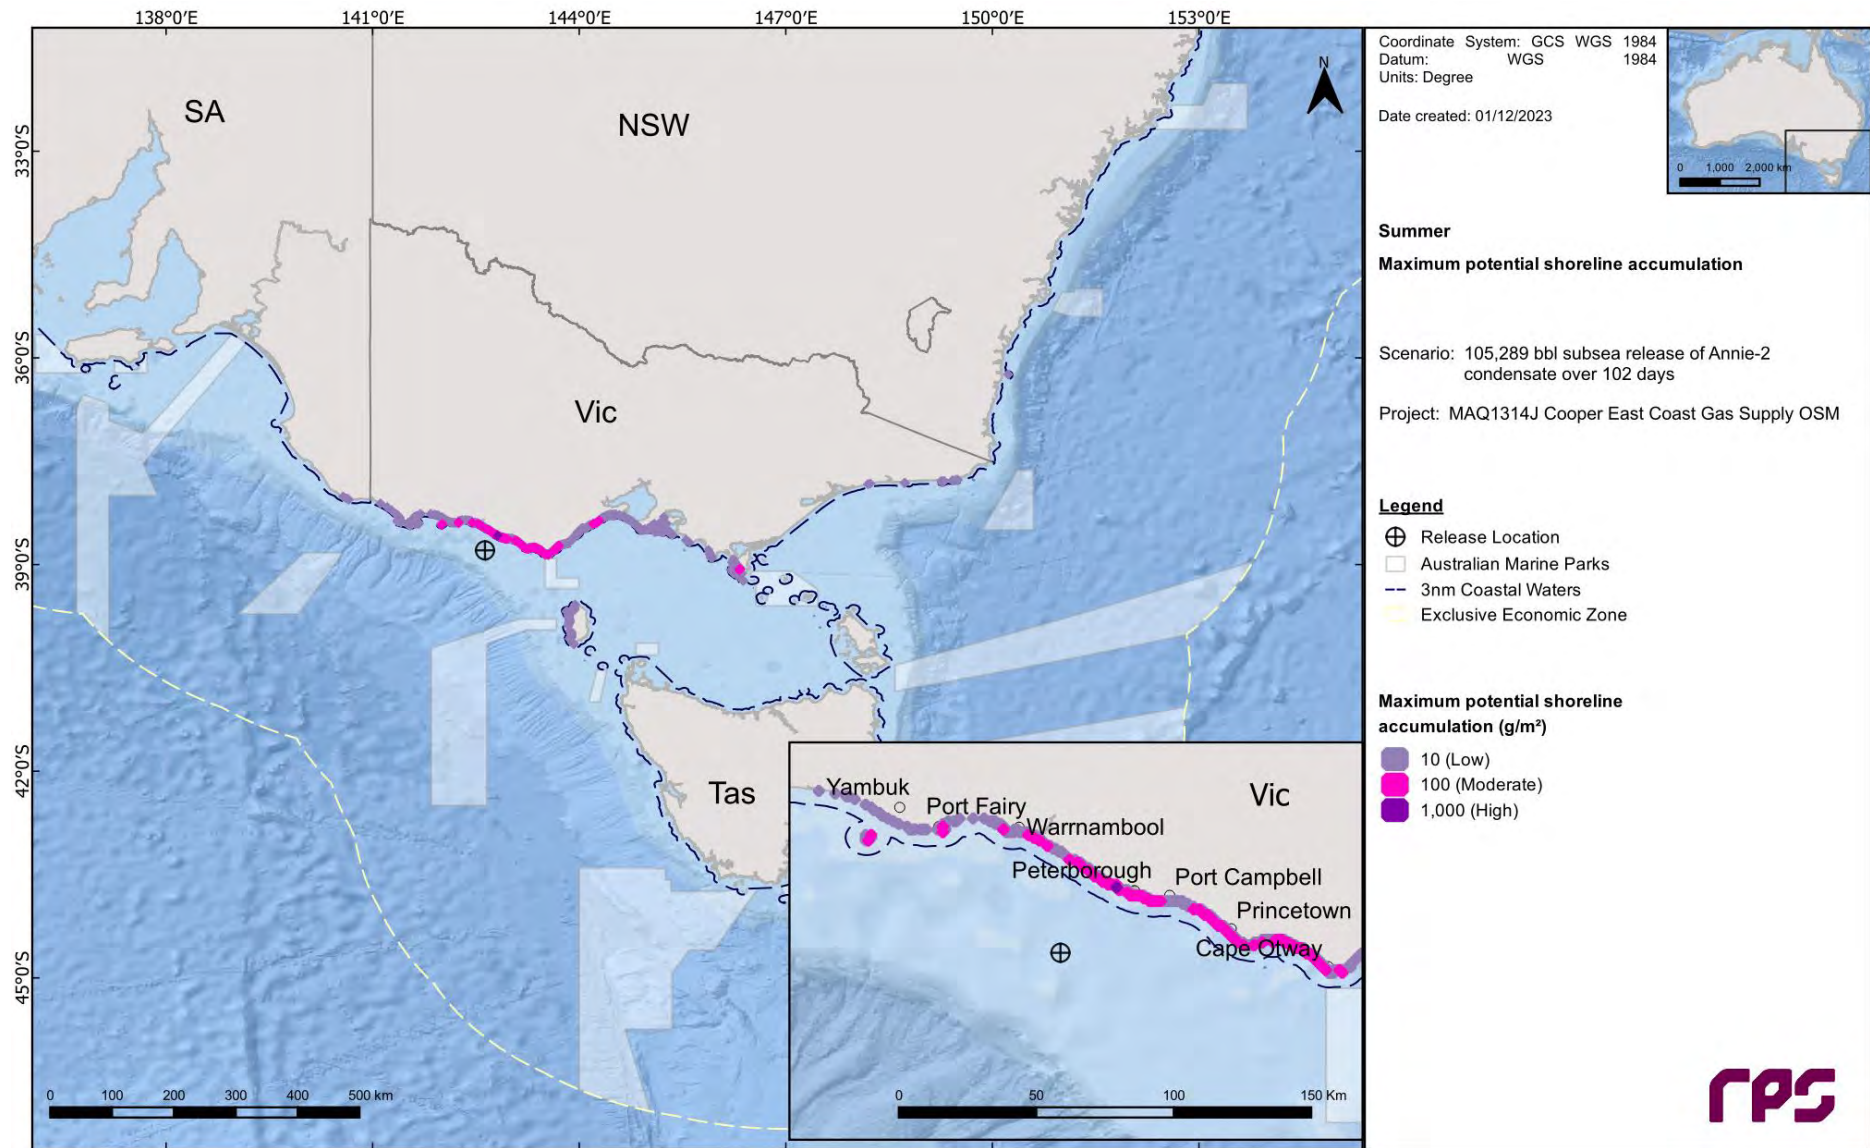 138°0'E
141°0'E
144°0'E
147°0'E
150°0'E
153°0'E
33°0'S
36°0'S
39°0'S
42°0'S
45°0'S
SA
NSW
Vic
Tas
N
0 100 200 300 400 500 km
Yambuk
Port Fairy
Vic
Warrnambool
Peterborough
Port Campbell
Princetown
Cape Otway
0 50 100 150 Km
Coordinate System: GCS WGS 1984
Datum: WGS 1984
Units: Degree
Date created: 01/12/2023
0 1,000 2,000 km
Summer
Maximum potential shoreline accumulation
Scenario: 105,289 bbl subsea release of Annie-2
condensate over 102 days
Project: MAQ1314J Cooper East Coast Gas Supply OSM
Legend
Release Location
Australian Marine Parks
3nm Coastal Waters
Exclusive Economic Zone
Maximum potential shoreline
accumulation (g/m²)
10 (Low)
100 (Moderate)
1,000 (High)
rps